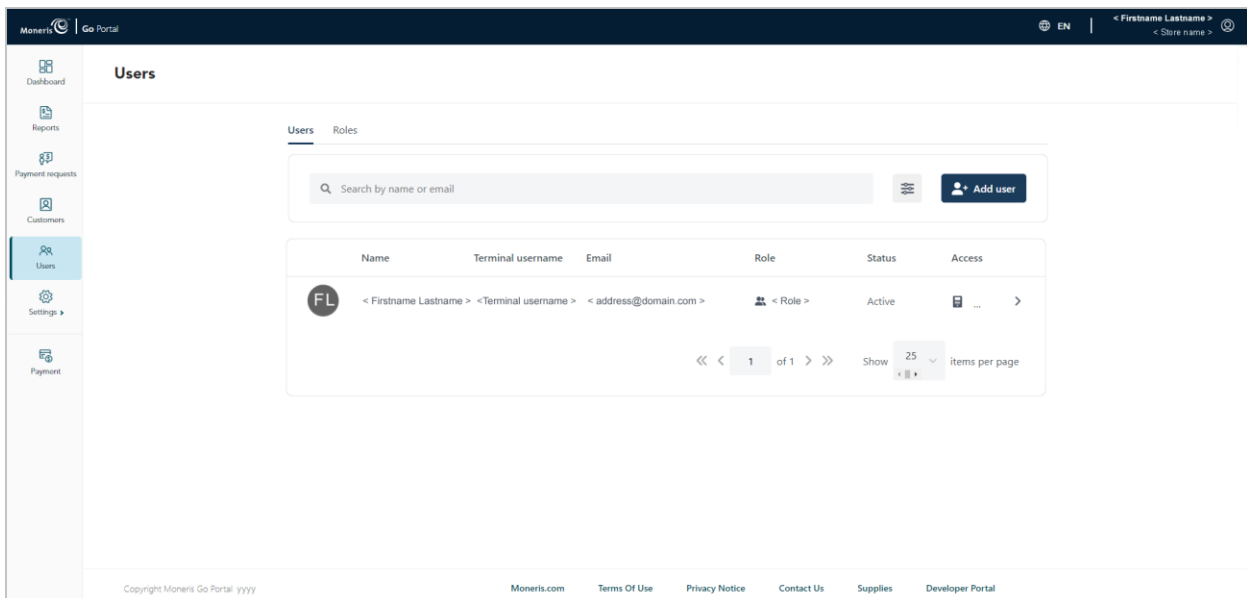 Moneris Go Portal
EN
< Firstname Lastname >
< Store name >
Dashboard
Reports
Payment requests
Customers
Users
Settings
Payment
Users
Users Roles
Search by name or email
Add user
Name Terminal username Email Role Status Access
FL < Firstname Lastname > <Terminal username > < address@domain.com > < Role > Active ...
1 of 1 Show 25 items per page
Copyright Moneris Go Portal yyyy Moneris.com Terms Of Use Privacy Notice Contact Us Supplies Developer Portal